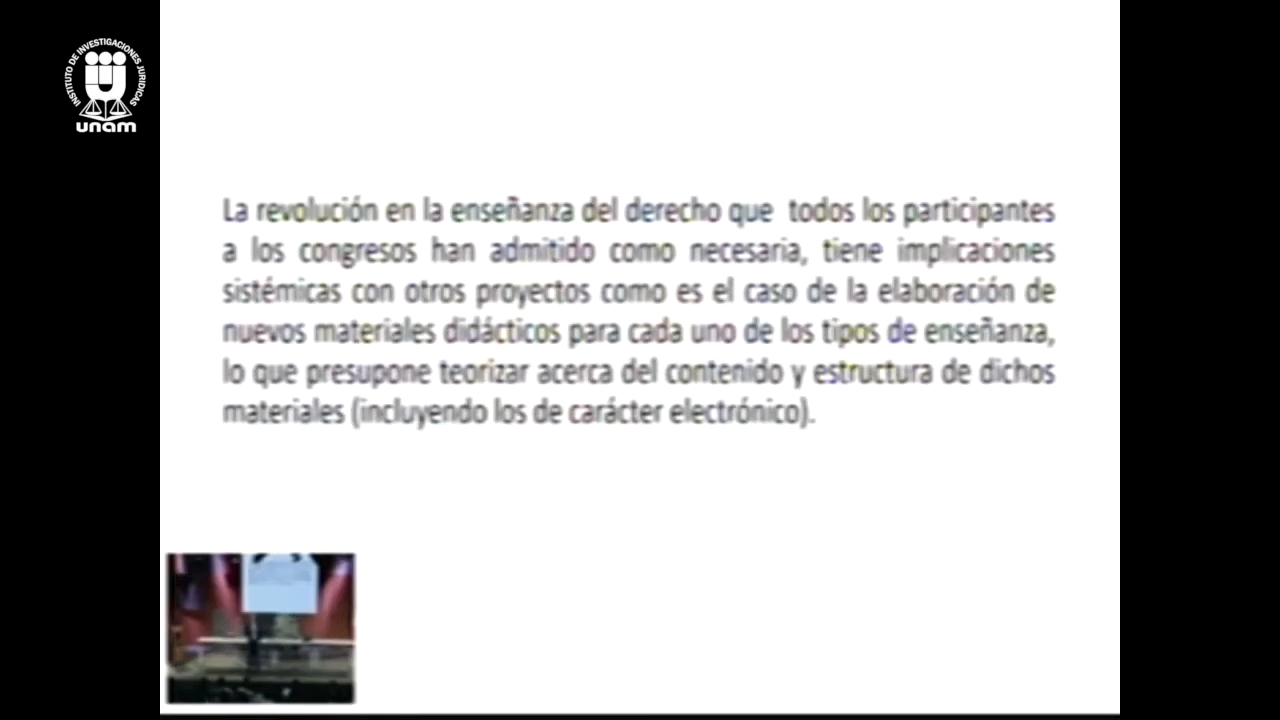 INSTITUTO DE INVESTIGACIONES JURIDICAS
unam
La revolución en la enseñanza del derecho que todos los participantes
a los congresos han admitido como necesaria, tiene implicaciones
sistémicas con otros proyectos como es el caso de la elaboración de
nuevos materiales didácticos para cada uno de los tipos de enseñanza,
lo que presupone teorizar acerca del contenido y estructura de dichos
materiales (incluyendo los de carácter electrónico).